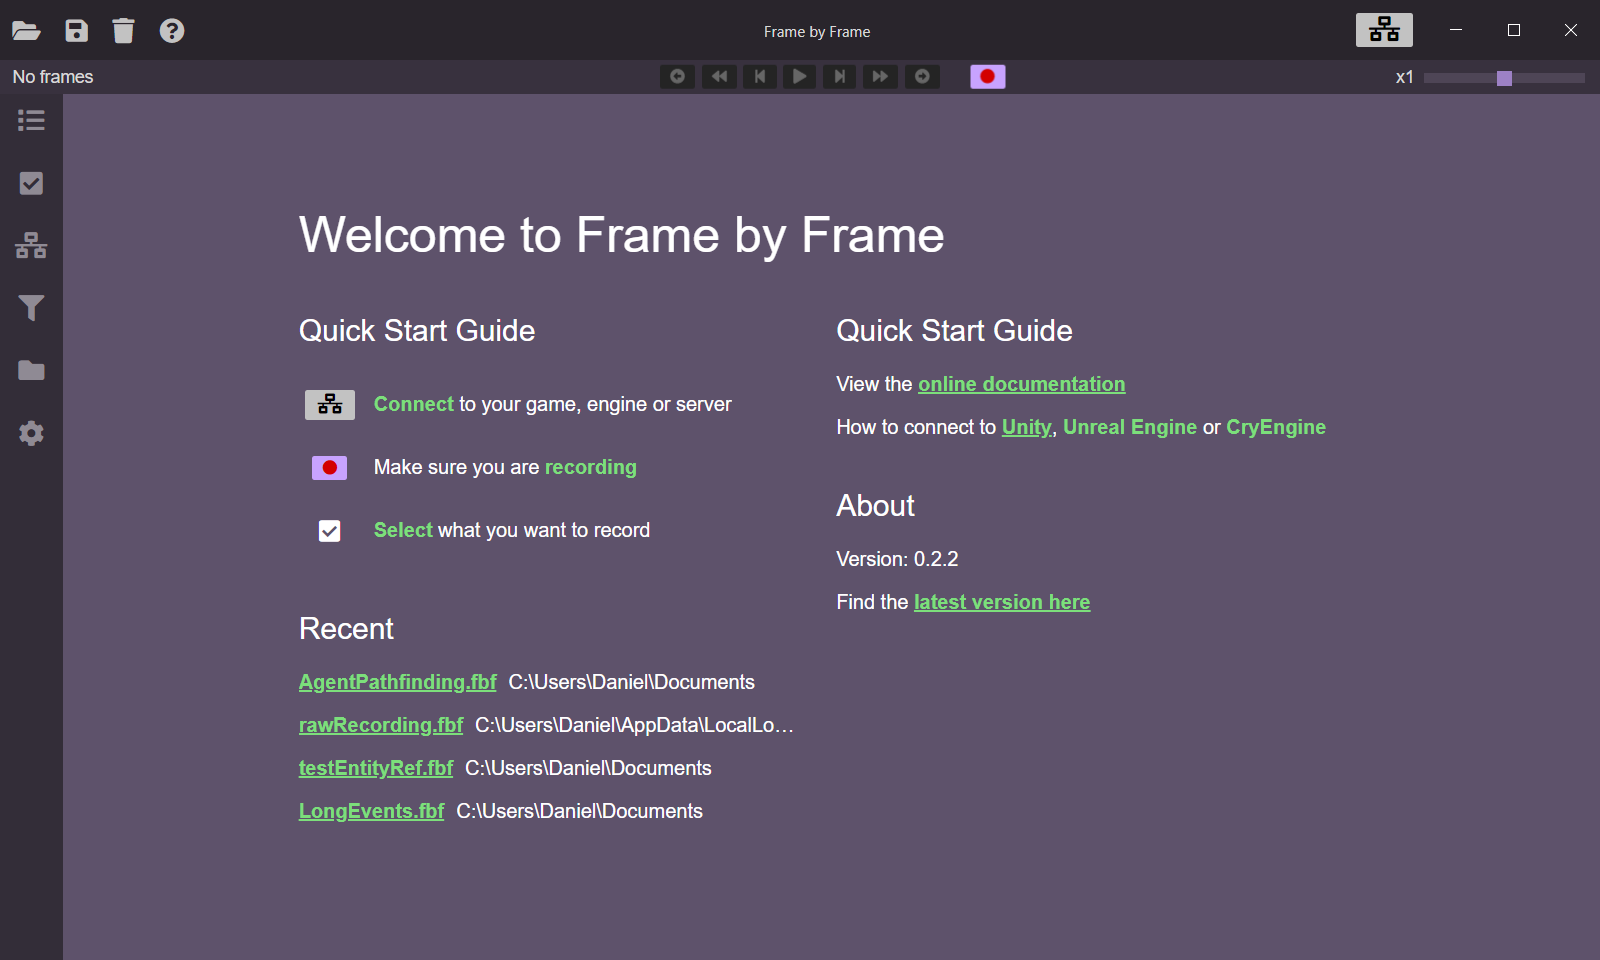 Frame by Frame
No frames
x1
Welcome to Frame by Frame
Quick Start Guide
Connect to your game, engine or server
Make sure you are recording
Select what you want to record
Recent
AgentPathfinding.fbf C:\Users\Daniel\Documents
rawRecording.fbf C:\Users\Daniel\AppData\LocalLo…
testEntityRef.fbf C:\Users\Daniel\Documents
LongEvents.fbf C:\Users\Daniel\Documents
Quick Start Guide
View the online documentation
How to connect to Unity, Unreal Engine or CryEngine
About
Version: 0.2.2
Find the latest version here